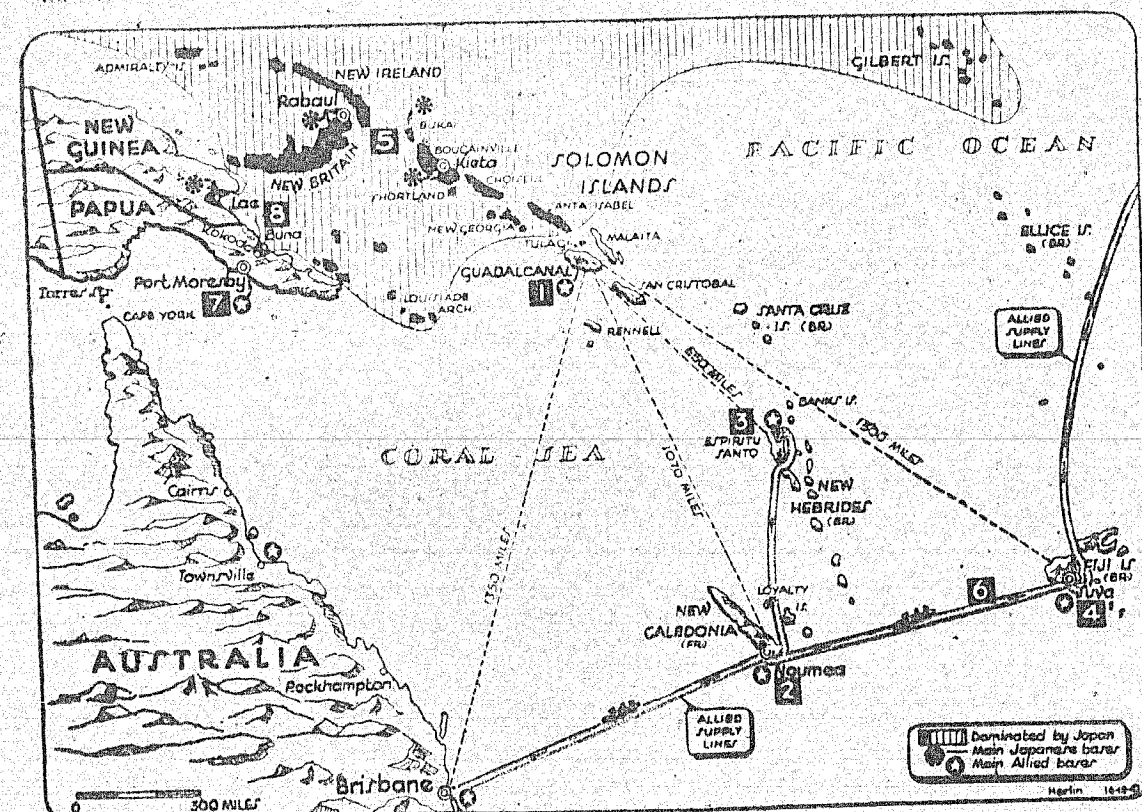 ADMIRALTY IS.
NEW IRELAND
Rabaul
GILBERT IS.
NEW
GUINEA
5
BUKA
BOUGAINVILLE
Kieta
SOLOMON
ISLANDS
PACIFIC OCEAN
NEW BRITAIN
CHOISEUL
SHORTLAND
Lae
PAPUA
8
KOKODA
Buna
NEW GEORGIA
TULAGI
MALAITA
ELLICE IS.
(BR)
GUADALCANAL
1
SAN CRISTOBAL
Port Moresby
7
Torres Str.
CAPE YORK
LOUISIADE
ARCH.
RENNELL
SANTA CRUZ
IS. (BR)
ALLIED
SUPPLY
LINES
650 MILES
BANKS IS.
3
ESPIRITU
SANTO
1300 MILES
CORAL SEA
1070 MILES
NEW
HEBRIDES
(BR)
Cairns
Townsville
1350 MILES
LOYALTY
IS.
FIJI IS
(BR)
Suva
4
6
NEW
CALEDONIA
(FR)
Noumea
2
AUSTRALIA
Rockhampton
ALLIED
SUPPLY
LINES
Brisbane
0 300 MILES
Dominated by Japan
Main Japanese bases
Main Allied bases